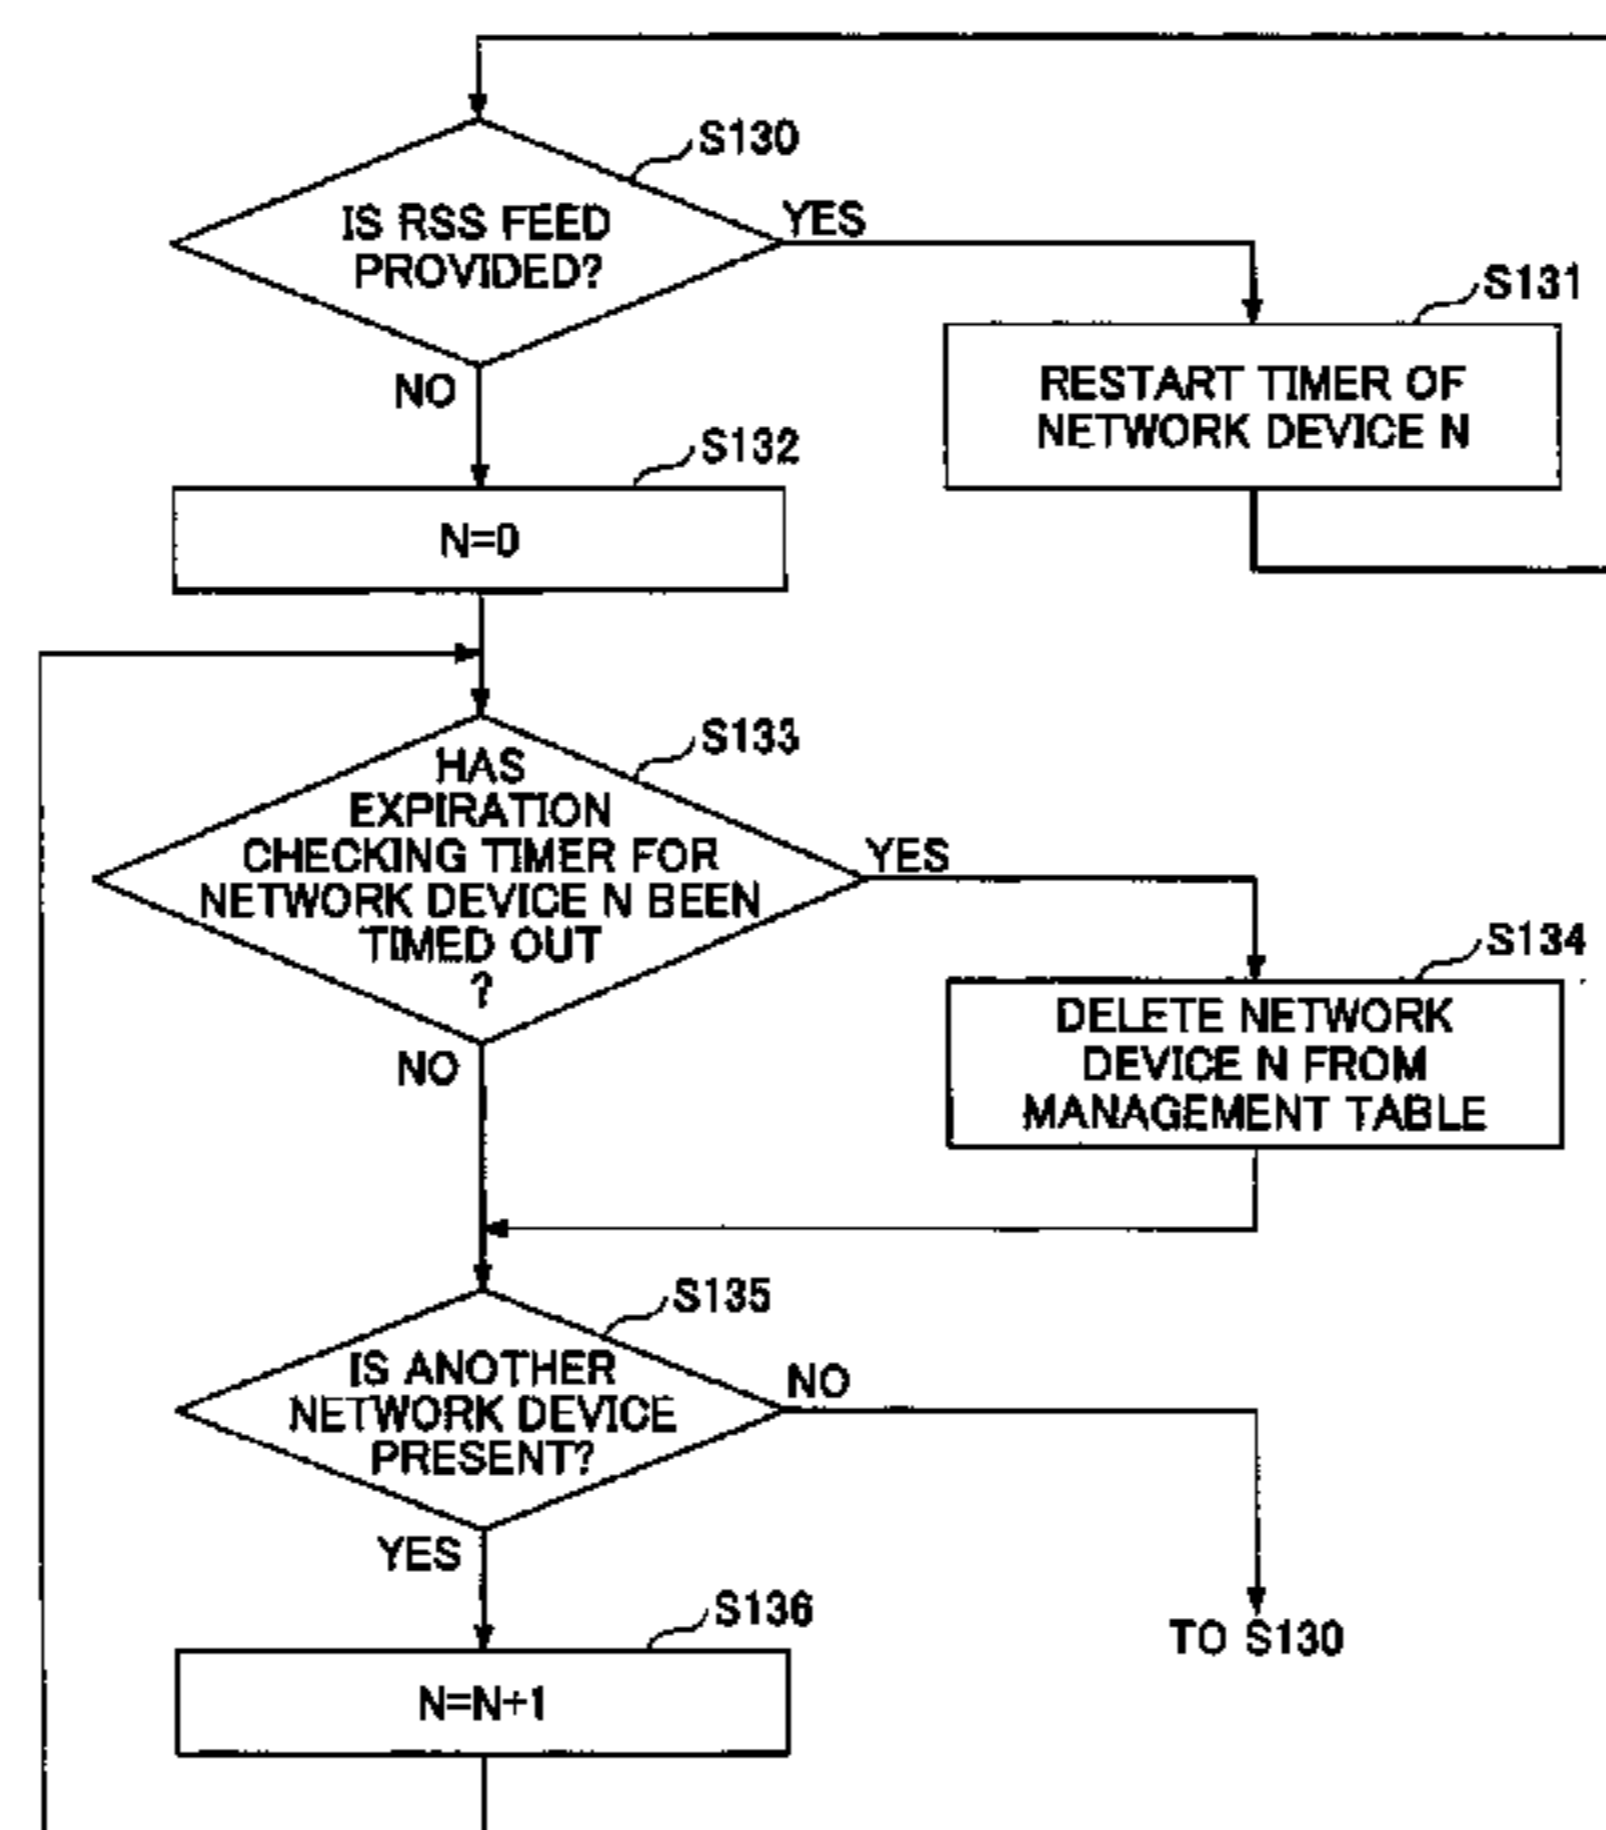 S130
IS RSS FEED
PROVIDED?
YES
S131
RESTART TIMER OF
NETWORK DEVICE N
NO
S132
N=0
S133
HAS
EXPIRATION
CHECKING TIMER FOR
NETWORK DEVICE N BEEN
TIMED OUT
?
YES
S134
DELETE NETWORK
DEVICE N FROM
MANAGEMENT TABLE
NO
S135
IS ANOTHER
NETWORK DEVICE
PRESENT?
NO
YES
TO S130
S136
N=N+1